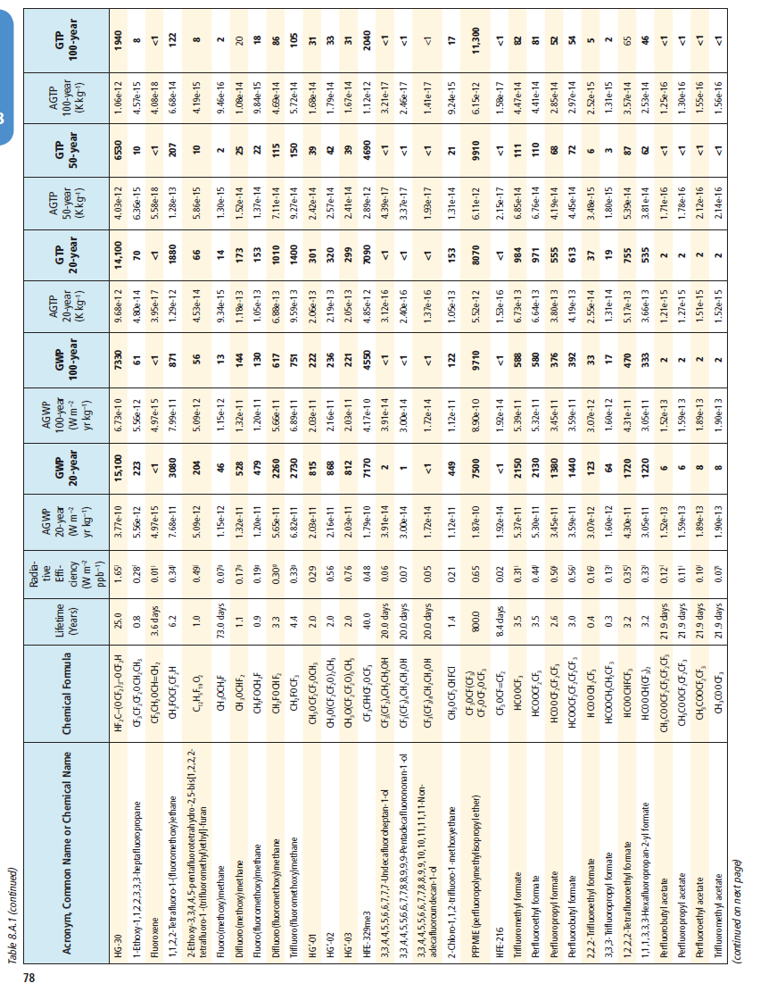 Table 8.A.1 (continued)
Acronym, Common Name or Chemical Name | Chemical Formula | Lifetime (Years) | Radiative Efficiency (W m⁻² ppb⁻¹) | AGWP 20-year (W m⁻² yr kg⁻¹) | GWP 20-year | AGWP 100-year (W m⁻² yr kg⁻¹) | GWP 100-year | AGTP 20-year (K kg⁻¹) | GTP 20-year | AGTP 50-year (K kg⁻¹) | GTP 50-year | AGTP 100-year (K kg⁻¹) | GTP 100-year
HG-30 | HF₂C–(OCF₂)₃–OCF₂H | 25.0 | 1.65ⁱ | 3.77e-10 | 15,100 | 6.73e-10 | 7330 | 9.68e-12 | 14,100 | 4.03e-12 | 6530 | 1.06e-12 | 1940
1-Ethoxy-1,1,2,2,3,3,3-heptafluoropropane | CF₃CF₂CF₂OCH₂CH₃ | 0.8 | 0.28ⁱ | 5.56e-12 | 223 | 5.56e-12 | 61 | 4.80e-14 | 70 | 6.36e-15 | 10 | 4.57e-15 | 8
Fluoroxene | CF₃CH₂OCH=CH₂ | 3.6 days | 0.01ⁱ | 4.97e-15 | <1 | 4.97e-15 | <1 | 3.95e-17 | <1 | 5.58e-18 | <1 | 4.08e-18 | <1
1,1,2,2-Tetrafluoro-1-(fluoromethoxy)ethane | CH₂FOCF₂CF₂H | 6.2 | 0.34ⁱ | 7.68e-11 | 3080 | 7.99e-11 | 871 | 1.29e-12 | 1880 | 1.28e-13 | 207 | 6.68e-14 | 122
2-Ethoxy-3,3,4,4,5-pentafluorotetrahydro-2,5-bis[1,2,2,2-tetrafluoro-1-(trifluoromethyl)ethyl]-furan | C₁₂H₅F₁₉O₂ | 1.0 | 0.49ⁱ | 5.09e-12 | 204 | 5.09e-12 | 56 | 4.53e-14 | 66 | 5.86e-15 | 10 | 4.19e-15 | 8
Fluoro(methoxy)methane | CH₃OCH₂F | 73.0 days | 0.07ᵍ | 1.15e-12 | 46 | 1.15e-12 | 13 | 9.34e-15 | 14 | 1.30e-15 | 2 | 9.46e-16 | 2
Difluoro(methoxy)methane | CH₃OCHF₂ | 1.1 | 0.17ᵍ | 1.32e-11 | 528 | 1.32e-11 | 144 | 1.18e-13 | 173 | 1.52e-14 | 25 | 1.08e-14 | 20
Fluoro(fluoromethoxy)methane | CH₂FOCH₂F | 0.9 | 0.19ᵍ | 1.20e-11 | 479 | 1.20e-11 | 130 | 1.05e-13 | 153 | 1.37e-14 | 22 | 9.84e-15 | 18
Difluoro(fluoromethoxy)methane | CH₂FOCHF₂ | 3.3 | 0.30ᵍ | 5.65e-11 | 2260 | 5.66e-11 | 617 | 6.88e-13 | 1010 | 7.11e-14 | 115 | 4.69e-14 | 86
Trifluoro(fluoromethoxy)methane | CH₂FOCF₃ | 4.4 | 0.33ᵍ | 6.82e-11 | 2730 | 6.89e-11 | 751 | 9.59e-13 | 1400 | 9.27e-14 | 150 | 5.72e-14 | 105
HG'-01 | CH₃OCF₂CF₂OCH₃ | 2.0 | 0.29 | 2.03e-11 | 815 | 2.03e-11 | 222 | 2.06e-13 | 301 | 2.42e-14 | 39 | 1.68e-14 | 31
HG'-02 | CH₃O(CF₂CF₂O)₂CH₃ | 2.0 | 0.56 | 2.16e-11 | 868 | 2.16e-11 | 236 | 2.19e-13 | 320 | 2.57e-14 | 42 | 1.79e-14 | 33
HG'-03 | CH₃O(CF₂CF₂O)₃CH₃ | 2.0 | 0.76 | 2.03e-11 | 812 | 2.03e-11 | 221 | 2.05e-13 | 299 | 2.41e-14 | 39 | 1.67e-14 | 31
HFE-329me3 | CF₃CFHCF₂OCF₃ | 40.0 | 0.48 | 1.79e-10 | 7170 | 4.17e-10 | 4550 | 4.85e-12 | 7090 | 2.89e-12 | 4690 | 1.12e-12 | 2040
3,3,4,4,5,5,6,6,7,7,7-Undecafluoroheptan-1-ol | CF₃(CF₂)₄CH₂CH₂OH | 20.0 days | 0.06 | 3.91e-14 | 2 | 3.91e-14 | <1 | 3.12e-16 | <1 | 4.39e-17 | <1 | 3.21e-17 | <1
3,3,4,4,5,5,6,6,7,7,8,8,9,9,9-Pentadecafluorononan-1-ol | CF₃(CF₂)₆CH₂CH₂OH | 20.0 days | 0.07 | 3.00e-14 | 1 | 3.00e-14 | <1 | 2.40e-16 | <1 | 3.37e-17 | <1 | 2.46e-17 | <1
3,3,4,4,5,5,6,6,7,7,8,8,9,9,10,10,11,11,11-Nonadecafluoroundecan-1-ol | CF₃(CF₂)₈CH₂CH₂OH | 20.0 days | 0.05 | 1.72e-14 | <1 | 1.72e-14 | <1 | 1.37e-16 | <1 | 1.93e-17 | <1 | 1.41e-17 | <1
2-Chloro-1,1,2-trifluoro-1-methoxyethane | CH₃OCF₂CHFCl | 1.4 | 0.21 | 1.12e-11 | 449 | 1.12e-11 | 122 | 1.05e-13 | 153 | 1.31e-14 | 21 | 9.24e-15 | 17
PFPMIE (perfluoropolymethylisopropyl ether) | CF₃OCF(CF₃)CF₂OCF₂OCF₃ | 800.0 | 0.65 | 1.87e-10 | 7500 | 8.90e-10 | 9710 | 5.52e-12 | 8070 | 6.11e-12 | 9910 | 6.15e-12 | 11,300
HFE-216 | CF₃OCF=CF₂ | 8.4 days | 0.02 | 1.92e-14 | <1 | 1.92e-14 | <1 | 1.53e-16 | <1 | 2.15e-17 | <1 | 1.58e-17 | <1
Trifluoromethyl formate | HCOOCF₃ | 3.5 | 0.31ⁱ | 5.37e-11 | 2150 | 5.39e-11 | 588 | 6.73e-13 | 984 | 6.85e-14 | 111 | 4.47e-14 | 82
Perfluoroethyl formate | HCOOCF₂CF₃ | 3.5 | 0.44ⁱ | 5.30e-11 | 2130 | 5.32e-11 | 580 | 6.64e-13 | 971 | 6.76e-14 | 110 | 4.41e-14 | 81
Perfluoropropyl formate | HCOOCF₂CF₂CF₃ | 2.6 | 0.50ⁱ | 3.45e-11 | 1380 | 3.45e-11 | 376 | 3.80e-13 | 555 | 4.19e-14 | 68 | 2.85e-14 | 52
Perfluorobutyl formate | HCOOCF₂CF₂CF₂CF₃ | 3.0 | 0.56ⁱ | 3.59e-11 | 1440 | 3.59e-11 | 392 | 4.19e-13 | 613 | 4.45e-14 | 72 | 2.97e-14 | 54
2,2,2-Trifluoroethyl formate | HCOOCH₂CF₃ | 0.4 | 0.16ⁱ | 3.07e-12 | 123 | 3.07e-12 | 33 | 2.55e-14 | 37 | 3.48e-15 | 6 | 2.52e-15 | 5
3,3,3-Trifluoropropyl formate | HCOOCH₂CH₂CF₃ | 0.3 | 0.13ⁱ | 1.60e-12 | 64 | 1.60e-12 | 17 | 1.31e-14 | 19 | 1.80e-15 | 3 | 1.31e-15 | 2
1,2,2,2-Tetrafluoroethyl formate | HCOOCHFCF₃ | 3.2 | 0.35ⁱ | 4.30e-11 | 1720 | 4.31e-11 | 470 | 5.17e-13 | 755 | 5.39e-14 | 87 | 3.57e-14 | 65
1,1,1,3,3,3-Hexafluoropropan-2-yl formate | HCOOCH(CF₃)₂ | 3.2 | 0.33ⁱ | 3.05e-11 | 1220 | 3.05e-11 | 333 | 3.66e-13 | 535 | 3.81e-14 | 62 | 2.53e-14 | 46
Perfluorobutyl acetate | CH₃COOCF₂CF₂CF₂CF₃ | 21.9 days | 0.12ⁱ | 1.52e-13 | 6 | 1.52e-13 | 2 | 1.21e-15 | 2 | 1.71e-16 | <1 | 1.25e-16 | <1
Perfluoropropyl acetate | CH₃COOCF₂CF₂CF₃ | 21.9 days | 0.11ⁱ | 1.59e-13 | 6 | 1.59e-13 | 2 | 1.27e-15 | 2 | 1.78e-16 | <1 | 1.30e-16 | <1
Perfluoroethyl acetate | CH₃COOCF₂CF₃ | 21.9 days | 0.10ⁱ | 1.89e-13 | 8 | 1.89e-13 | 2 | 1.51e-15 | 2 | 2.12e-16 | <1 | 1.55e-16 | <1
Trifluoromethyl acetate | CH₃COOCF₃ | 21.9 days | 0.07ⁱ | 1.90e-13 | 8 | 1.90e-13 | 2 | 1.52e-15 | 2 | 2.14e-16 | <1 | 1.56e-16 | <1
(continued on next page)
78